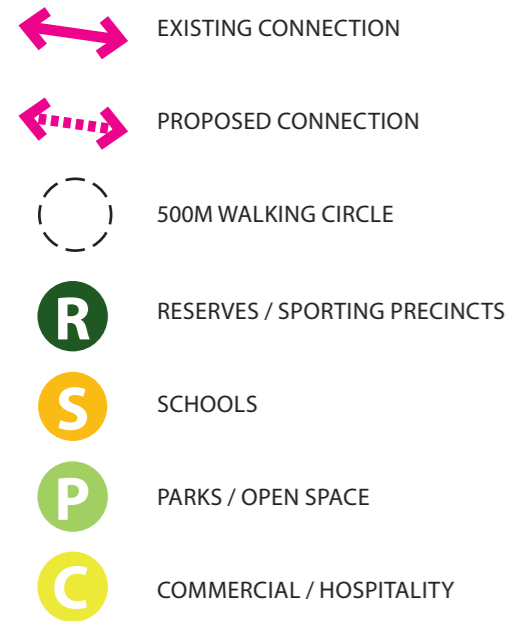 EXISTING CONNECTION
PROPOSED CONNECTION
500M WALKING CIRCLE
R RESERVES / SPORTING PRECINCTS
S SCHOOLS
P PARKS / OPEN SPACE
C COMMERCIAL / HOSPITALITY